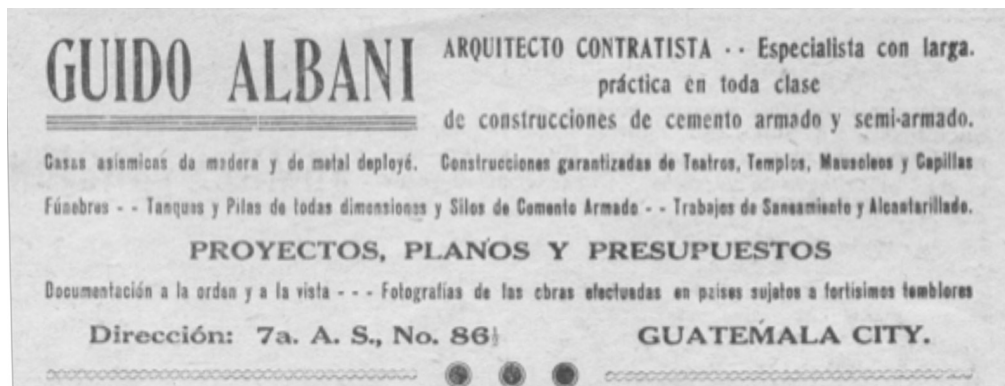 GUIDO ALBANI
ARQUITECTO CONTRATISTA - - Especialista con larga.
práctica en toda clase
de construcciones de cemento armado y semi-armado.
Casas asísmicas da madera y de metal deployé. Construcciones garantizadas de Teatros, Templos, Mausoleos y Capillas
Fúnebres - - Tanques y Pilas de todas dimensiones y Silos de Cemento Armado - - Trabajos de Saneamiento y Alcantarillado.
PROYECTOS, PLANOS Y PRESUPUESTOS
Documentación a la orden y a la vista - - - Fotografías de las obras efectuadas en países sujetos a fortísimos temblores
Dirección: 7a. A. S., No. 86½ GUATEMALA CITY.